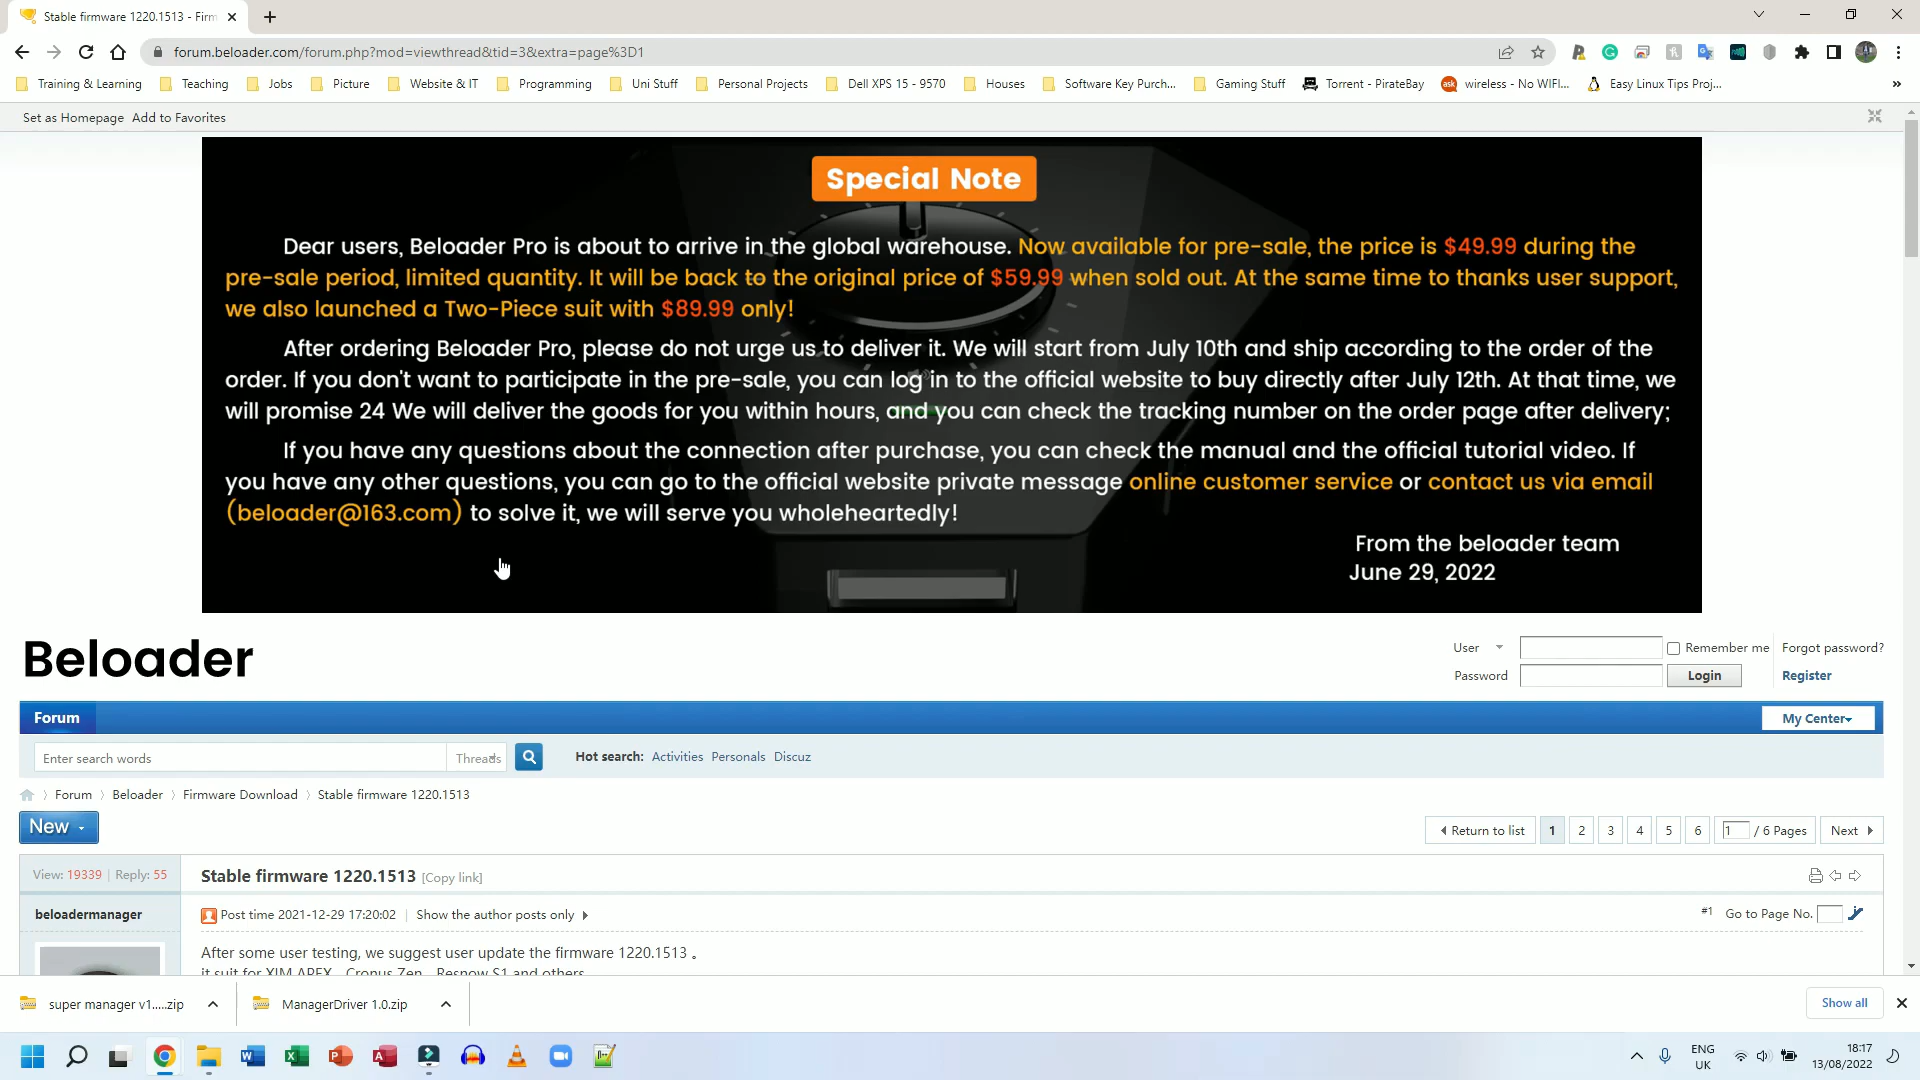 Stable firmware 1220.1513 - Firm
forum.beloader.com/forum.php?mod=viewthread&tid=3&extra=page%3D1
Training & Learning Teaching Jobs Picture Website & IT Programming Uni Stuff Personal Projects Dell XPS 15 - 9570 Houses Software Key Purch... Gaming Stuff Torrent - PirateBay wireless - No WIFI... Easy Linux Tips Proj... »
Set as Homepage Add to Favorites
Special Note
Dear users, Beloader Pro is about to arrive in the global warehouse. Now available for pre-sale, the price is $49.99 during the
pre-sale period, limited quantity. It will be back to the original price of $59.99 when sold out. At the same time to thanks user support,
we also launched a Two-Piece suit with $89.99 only!
After ordering Beloader Pro, please do not urge us to deliver it. We will start from July 10th and ship according to the order of the
order. If you don't want to participate in the pre-sale, you can log in to the official website to buy directly after July 12th. At that time, we
will promise 24 We will deliver the goods for you within hours, and you can check the tracking number on the order page after delivery;
If you have any questions about the connection after purchase, you can check the manual and the official tutorial video. If
you have any other questions, you can go to the official website private message online customer service or contact us via email
(beloader@163.com) to solve it, we will serve you wholeheartedly!
From the beloader team
June 29, 2022
Beloader
User Remember me Forgot password?
Password Login Register
Forum My Center
Enter search words Threads Hot search: Activities Personals Discuz
Forum › Beloader › Firmware Download › Stable firmware 1220.1513
New Return to list 1 2 3 4 5 6 1 / 6 Pages Next
View: 19339 | Reply: 55 Stable firmware 1220.1513 [Copy link]
beloadermanager Post time 2021-12-29 17:20:02 | Show the author posts only #1 Go to Page No.
After some user testing, we suggest user update the firmware 1220.1513 。
it suit for XIM APEX、Cronus Zen、Resnow S1 and others
super manager v1.....zip ManagerDriver 1.0.zip Show all
ENG 18:17
UK 13/08/2022